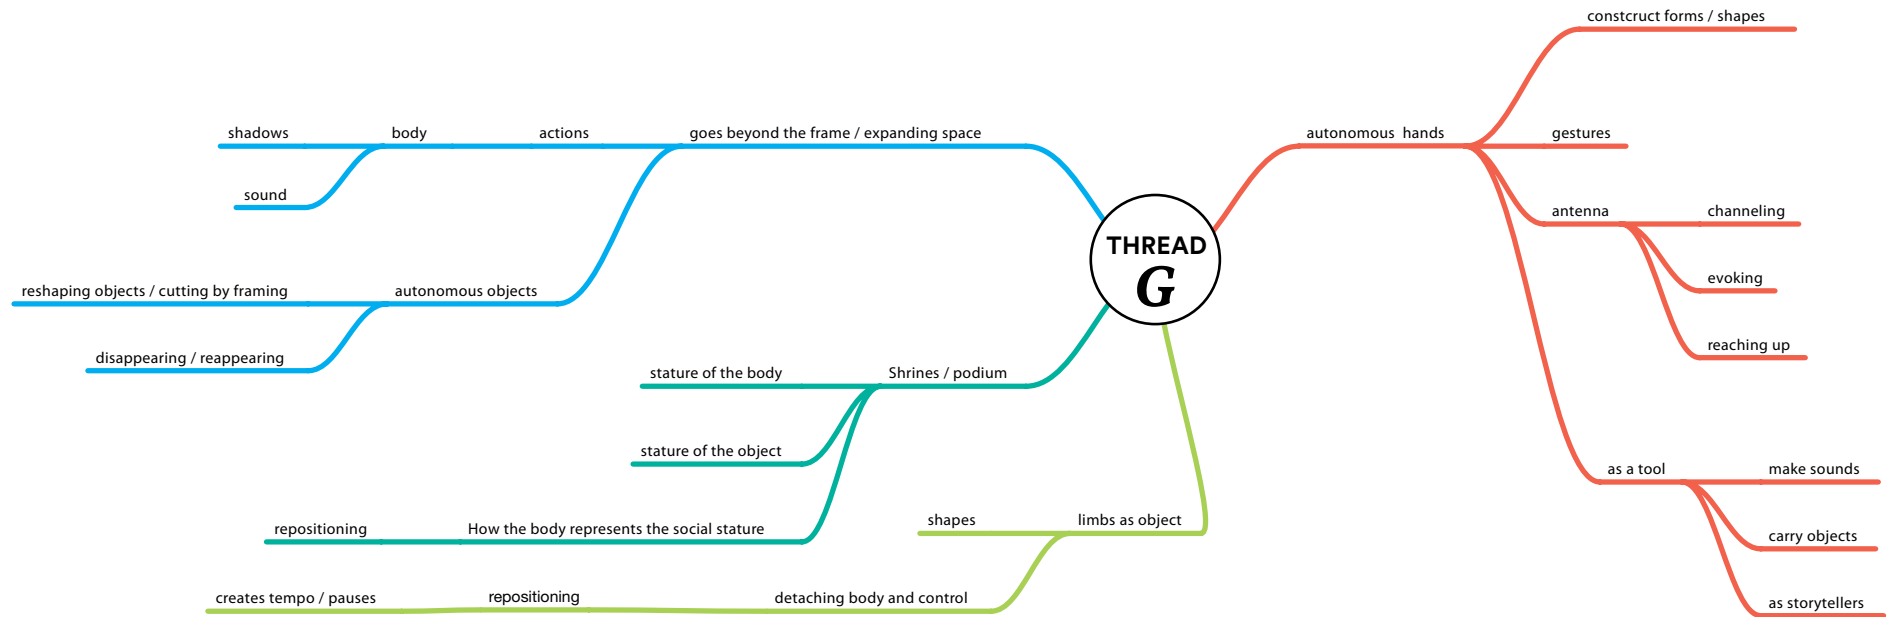 constcruct forms / shapes
shadows
body
actions
goes beyond the frame / expanding space
autonomous hands
gestures
sound
antenna
channeling
THREAD
G
evoking
reshaping objects / cutting by framing
autonomous objects
reaching up
disappearing / reappearing
stature of the body
Shrines / podium
stature of the object
as a tool
make sounds
shapes
limbs as object
repositioning
How the body represents the social stature
carry objects
creates tempo / pauses
repositioning
detaching body and control
as storytellers